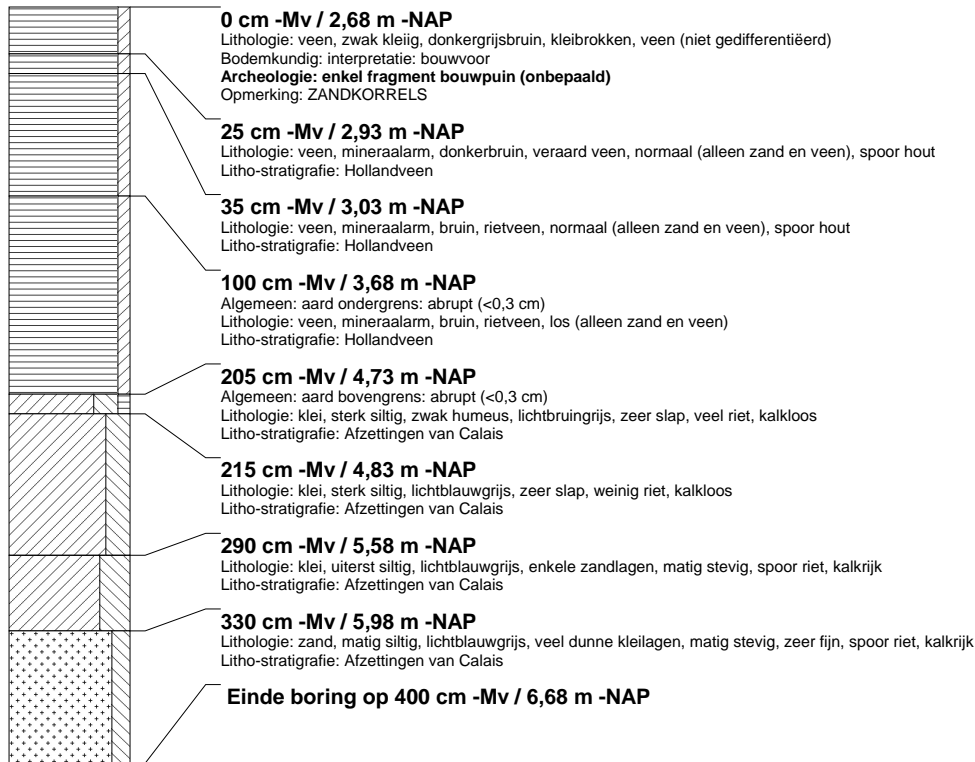 0 cm -Mv / 2,68 m -NAP
Lithologie: veen, zwak kleiig, donkergrijsbruin, kleibrokken, veen (niet gedifferentiëerd)
Bodemkundig: interpretatie: bouwvoor
Archeologie: enkel fragment bouwpuin (onbepaald)
Opmerking: ZANDKORRELS
25 cm -Mv / 2,93 m -NAP
Lithologie: veen, mineraalarm, donkerbruin, veraard veen, normaal (alleen zand en veen), spoor hout
Litho-stratigrafie: Hollandveen
35 cm -Mv / 3,03 m -NAP
Lithologie: veen, mineraalarm, bruin, rietveen, normaal (alleen zand en veen), spoor hout
Litho-stratigrafie: Hollandveen
100 cm -Mv / 3,68 m -NAP
Algemeen: aard ondergrens: abrupt (<0,3 cm)
Lithologie: veen, mineraalarm, bruin, rietveen, los (alleen zand en veen)
Litho-stratigrafie: Hollandveen
205 cm -Mv / 4,73 m -NAP
Algemeen: aard bovengrens: abrupt (<0,3 cm)
Lithologie: klei, sterk siltig, zwak humeus, lichtbruingrijs, zeer slap, veel riet, kalkloos
Litho-stratigrafie: Afzettingen van Calais
215 cm -Mv / 4,83 m -NAP
Lithologie: klei, sterk siltig, lichtblauwgrijs, zeer slap, weinig riet, kalkloos
Litho-stratigrafie: Afzettingen van Calais
290 cm -Mv / 5,58 m -NAP
Lithologie: klei, uiterst siltig, lichtblauwgrijs, enkele zandlagen, matig stevig, spoor riet, kalkrijk
Litho-stratigrafie: Afzettingen van Calais
330 cm -Mv / 5,98 m -NAP
Lithologie: zand, matig siltig, lichtblauwgrijs, veel dunne kleilagen, matig stevig, zeer fijn, spoor riet, kalkrijk
Litho-stratigrafie: Afzettingen van Calais
Einde boring op 400 cm -Mv / 6,68 m -NAP